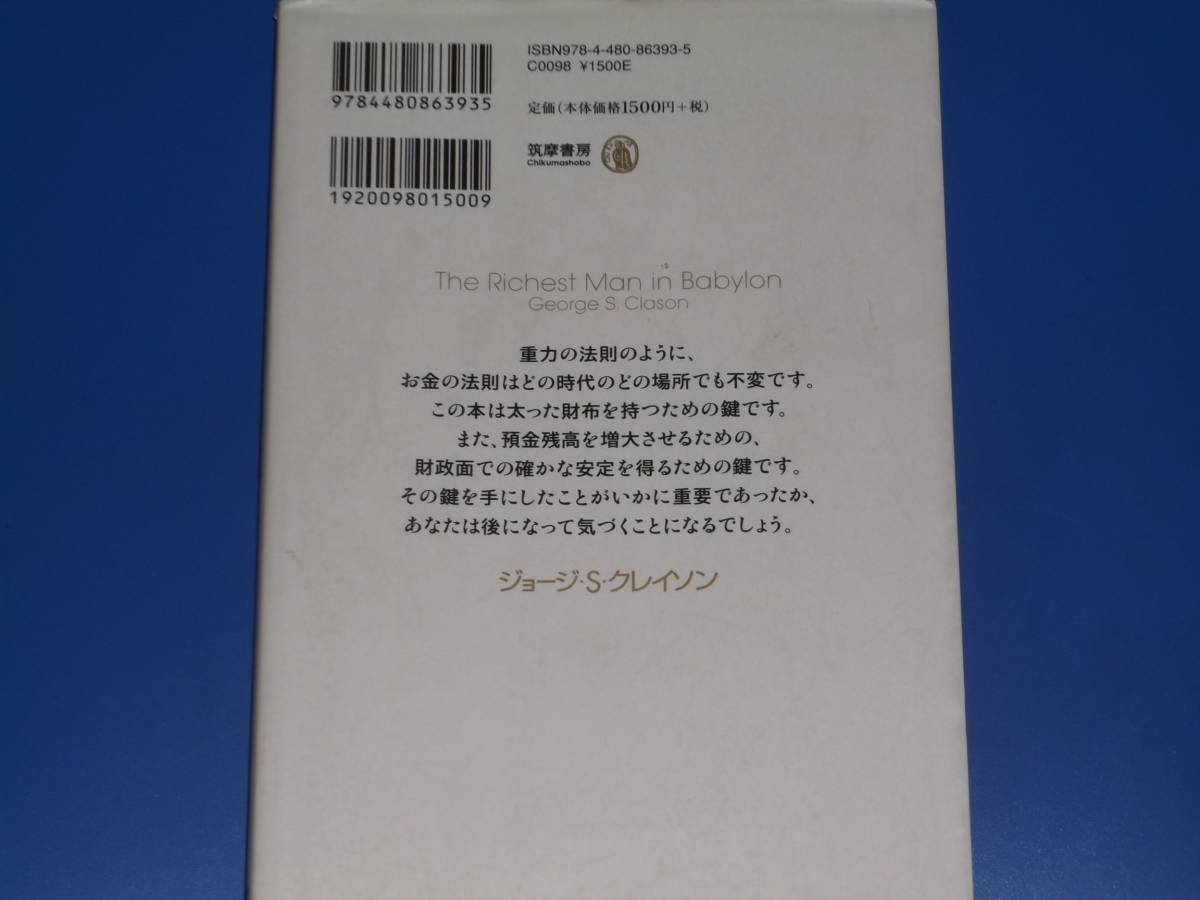 ISBN978-4-480-86393-5
C0098 ¥1500E
9784480863935
定価(本体価格1500円+税)
筑摩書房
Chikumashobo
1920098015009
The Richest Man in Babylon
George S. Clason
重力の法則のように、
お金の法則はどの時代のどの場所でも不変です。
この本は太った財布を持つための鍵です。
また、預金残高を増大させるための、
財政面での確かな安定を得るための鍵です。
その鍵を手にしたことがいかに重要であったか、
あなたは後になって気づくことになるでしょう。
ジョージ・S・クレイソン